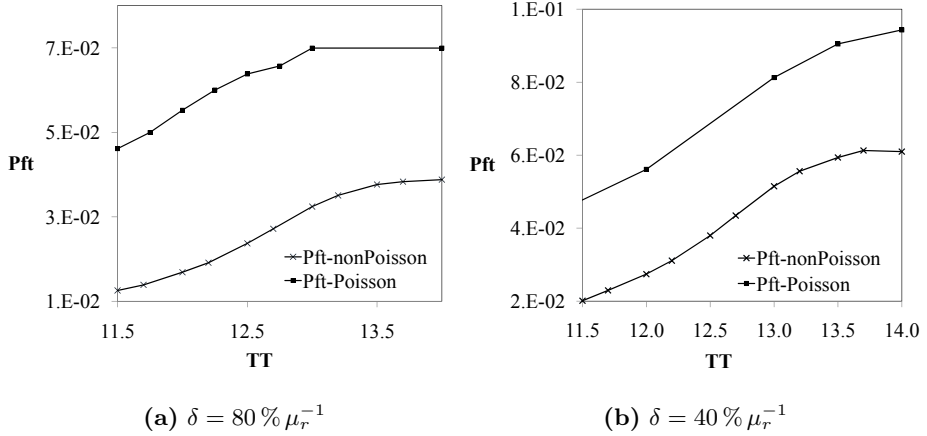 7.E-02
5.E-02
3.E-02
1.E-02
Pft
Pft-nonPoisson
Pft-Poisson
11.5 12.5 13.5
TT
(a) δ = 80 % μ_r^{-1}
1.E-01
8.E-02
6.E-02
4.E-02
2.E-02
Pft
Pft-nonPoisson
Pft-Poisson
11.5 12.0 12.5 13.0 13.5 14.0
TT
(b) δ = 40 % μ_r^{-1}